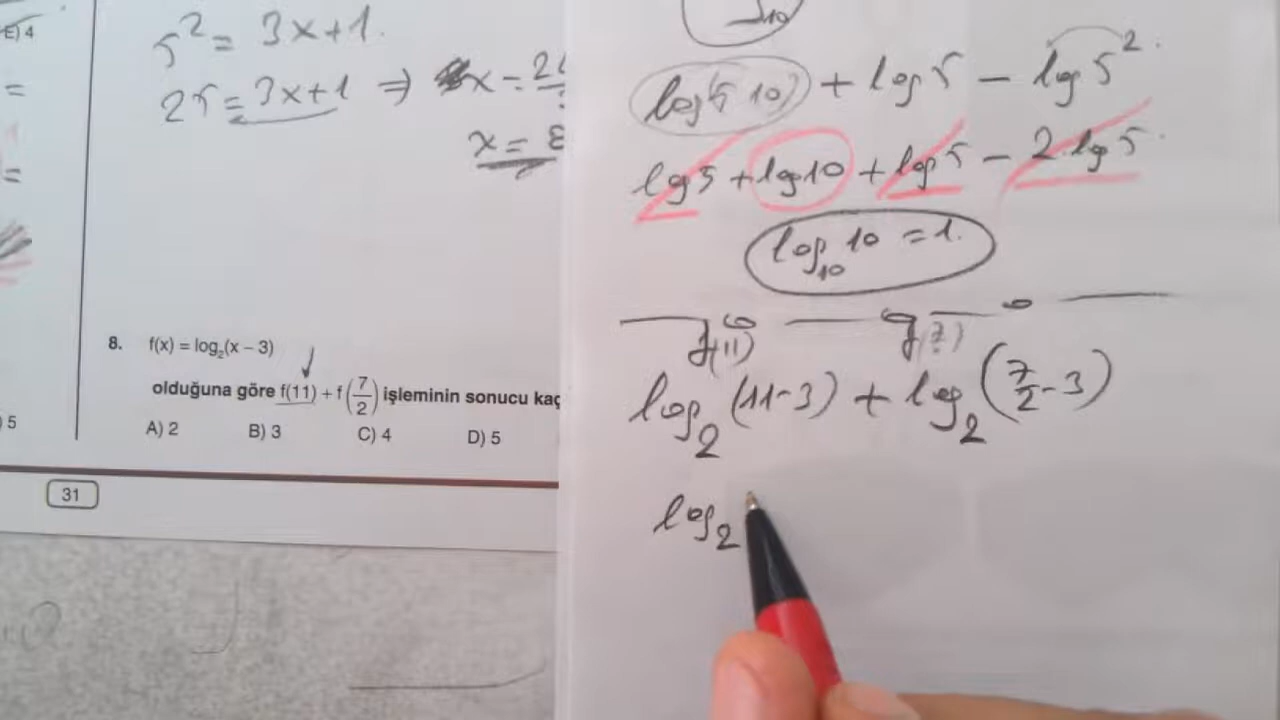 E) 4
=
=
5
5² = 3x+1.
25 = 3x+1 ⇒ x =
x = 8
8. f(x) = log₂(x – 3)
olduğuna göre f(11) + f(7/2) işleminin sonucu kaç
A) 2 B) 3 C) 4 D) 5
31
10
log(5 10) + log 5 – log 5².
log 5 + log 10 + log 5 – 2.log 5.
log₁₀ 10 = 1.
f(11) f(7/2)
log₂(11-3) + log₂(7/2 - 3)
log₂